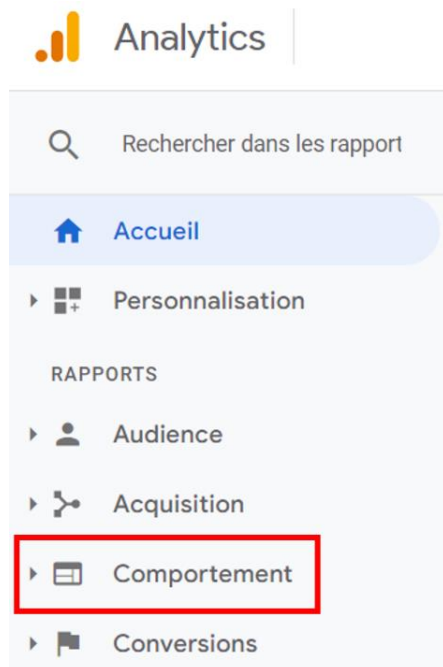 Analytics
Rechercher dans les rapport
Accueil
Personnalisation
RAPPORTS
Audience
Acquisition
Comportement
Conversions